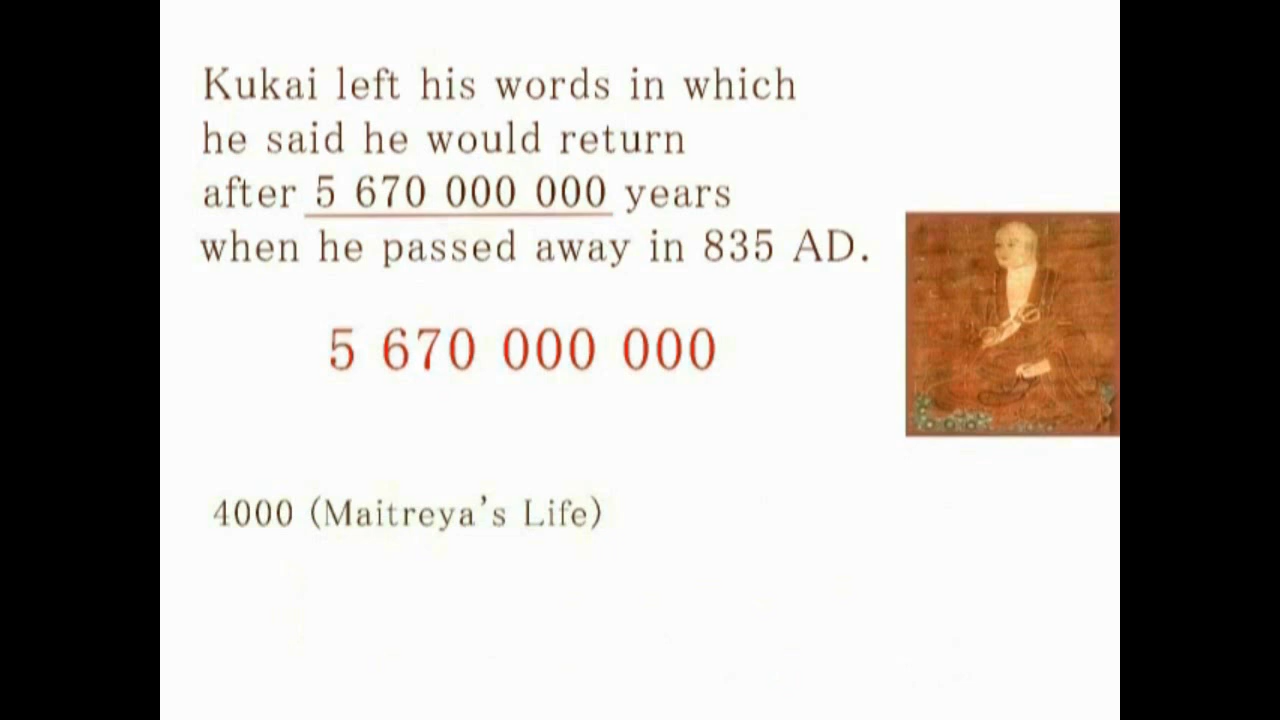 Kukai left his words in which
he said he would return
after 5 670 000 000 years
when he passed away in 835 AD.
5 670 000 000
4000 (Maitreya's Life)